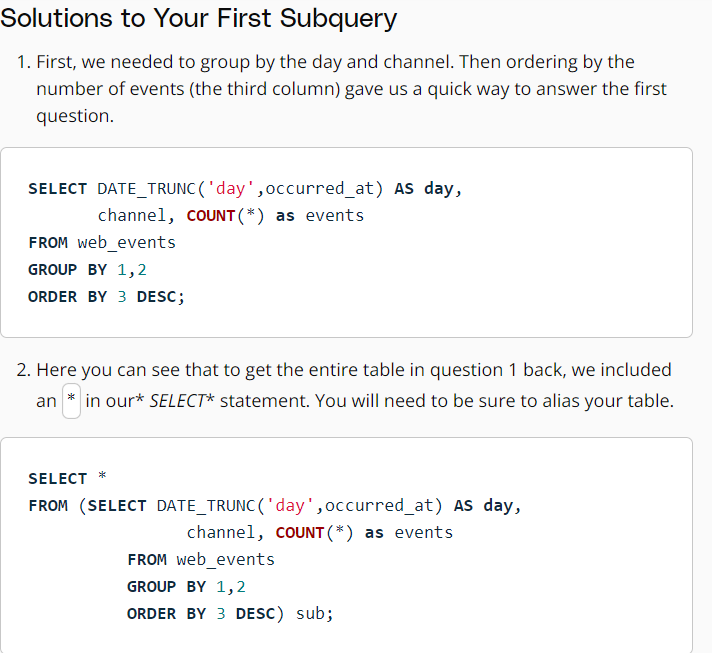 Solutions to Your First Subquery
1. First, we needed to group by the day and channel. Then ordering by the
number of events (the third column) gave us a quick way to answer the first
question.
SELECT DATE_TRUNC('day',occurred_at) AS day,
channel, COUNT(*) as events
FROM web_events
GROUP BY 1,2
ORDER BY 3 DESC;
2. Here you can see that to get the entire table in question 1 back, we included
an * in our* SELECT* statement. You will need to be sure to alias your table.
SELECT *
FROM (SELECT DATE_TRUNC('day',occurred_at) AS day,
channel, COUNT(*) as events
FROM web_events
GROUP BY 1,2
ORDER BY 3 DESC) sub;